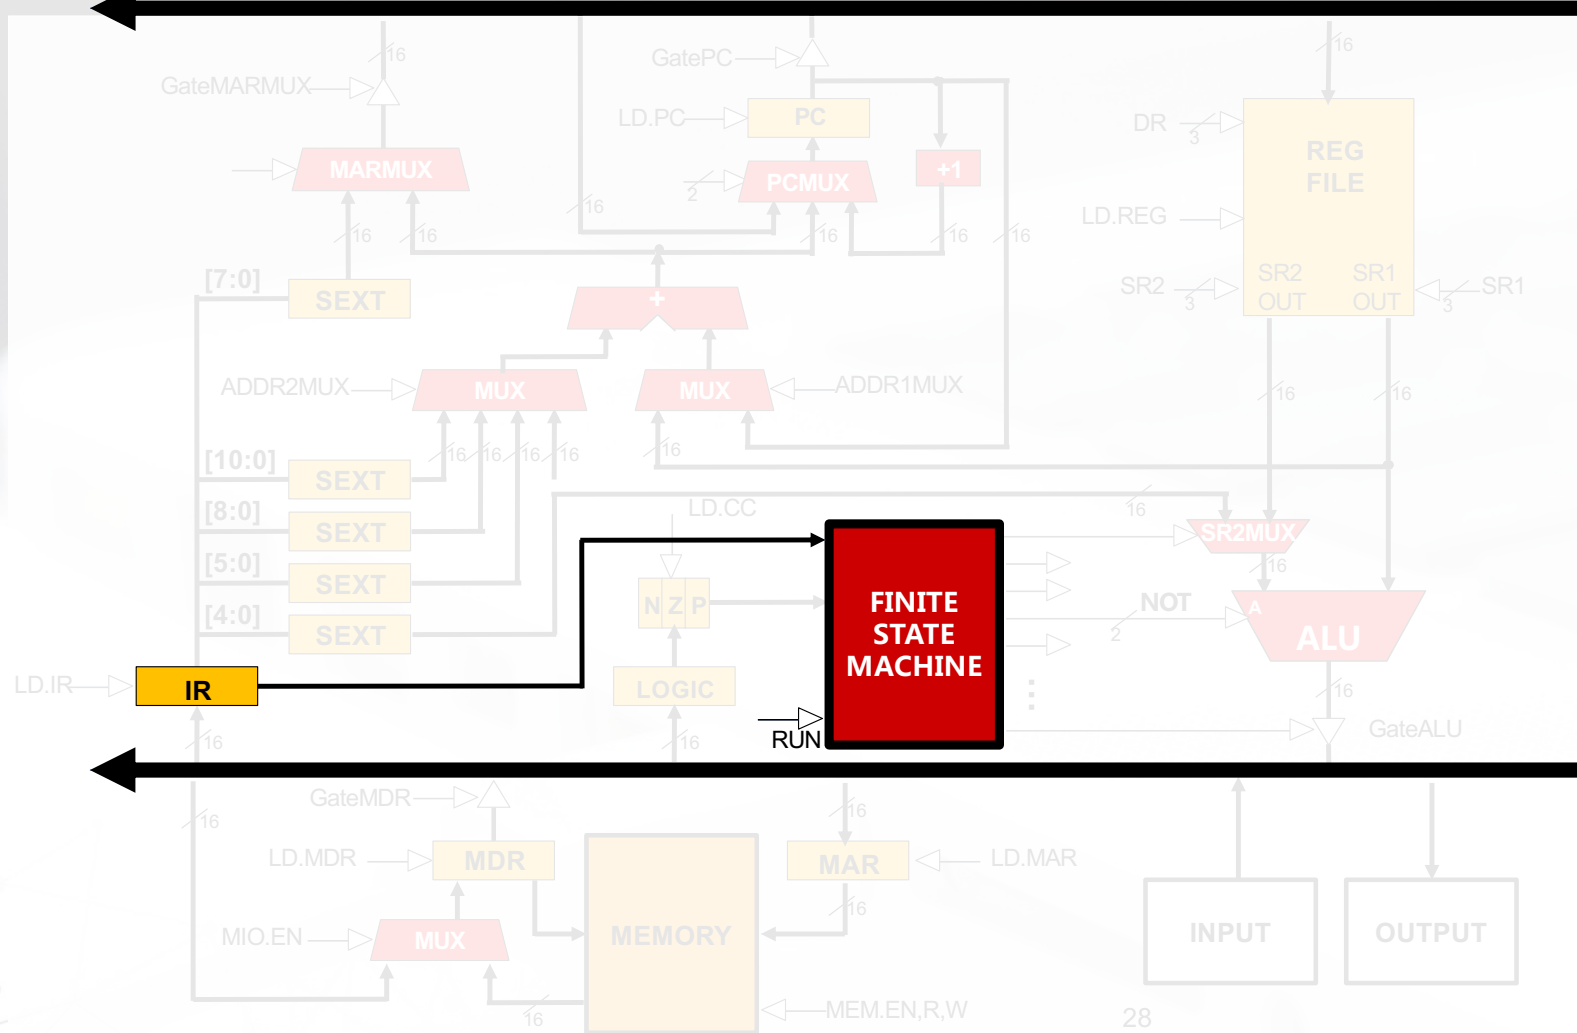 16
GatePC
16
GateMARMUX
LD.PC
PC
DR
3
REG
FILE
MARMUX
PCMUX
+1
2
16
LD.REG
16
16
16
16
16
[7:0]
SEXT
+
SR2
3
SR2
OUT
SR1
OUT
3
SR1
ADDR2MUX
MUX
MUX
ADDR1MUX
16
16
16
16
16
16
16
[10:0]
SEXT
[8:0]
SEXT
LD.CC
16
SR2MUX
16
[5:0]
SEXT
N Z P
FINITE
STATE
MACHINE
NOT
2
A
ALU
[4:0]
SEXT
LD.IR
IR
LOGIC
16
RUN
16
16
GateALU
GateMDR
16
16
LD.MDR
MDR
MAR
LD.MAR
16
MIO.EN
MUX
MEMORY
INPUT
OUTPUT
16
MEM.EN,R,W
28